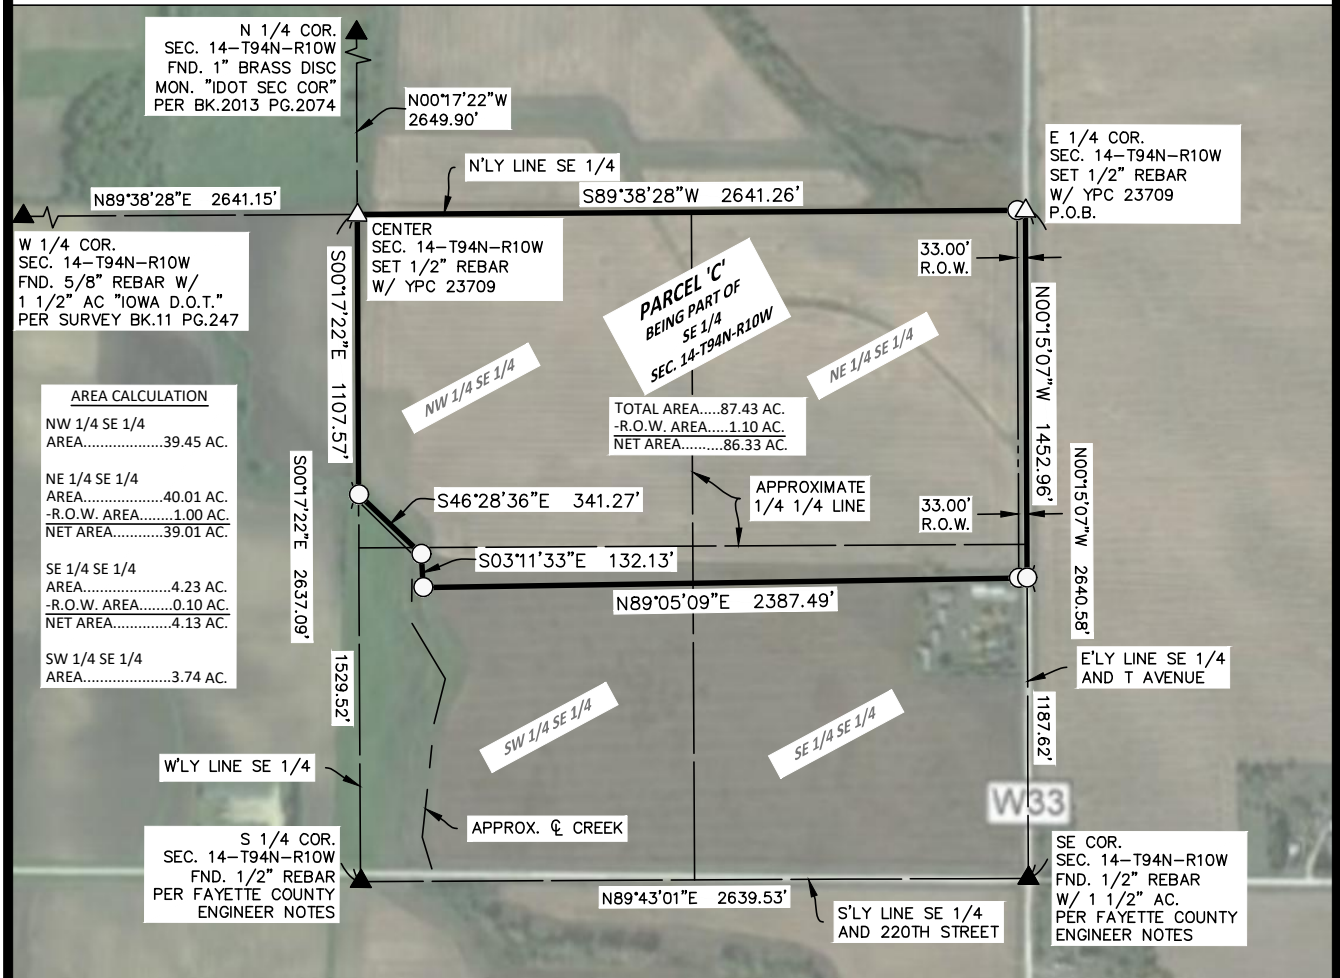 N 1/4 COR.
SEC. 14-T94N-R10W
FND. 1" BRASS DISC
MON. "IDOT SEC COR"
PER BK.2013 PG.2074
N00°17'22"W
2649.90'
N'LY LINE SE 1/4
E 1/4 COR.
SEC. 14-T94N-R10W
SET 1/2" REBAR
W/ YPC 23709
P.O.B.
N89°38'28"E 2641.15'
S89°38'28"W 2641.26'
W 1/4 COR.
SEC. 14-T94N-R10W
FND. 5/8" REBAR W/
1 1/2" AC "IOWA D.O.T."
PER SURVEY BK.11 PG.247
CENTER
SEC. 14-T94N-R10W
SET 1/2" REBAR
W/ YPC 23709
33.00'
R.O.W.
S00°17'22"E 1107.57'
PARCEL 'C'
BEING PART OF
SE 1/4
SEC. 14-T94N-R10W
N00°15'07"W 1452.96'
NW 1/4 SE 1/4
NE 1/4 SE 1/4
TOTAL AREA.....87.43 AC.
-R.O.W. AREA.....1.10 AC.
NET AREA..........86.33 AC.
AREA CALCULATION
NW 1/4 SE 1/4
AREA....................39.45 AC.
NE 1/4 SE 1/4
AREA....................40.01 AC.
-R.O.W. AREA........1.00 AC.
NET AREA.............39.01 AC.
SE 1/4 SE 1/4
AREA......................4.23 AC.
-R.O.W. AREA........0.10 AC.
NET AREA...............4.13 AC.
SW 1/4 SE 1/4
AREA......................3.74 AC.
S00°17'22"E 2637.09'
S46°28'36"E 341.27'
APPROXIMATE
1/4 1/4 LINE
33.00'
R.O.W.
N00°15'07"W 2640.58'
S03°11'33"E 132.13'
N89°05'09"E 2387.49'
1529.52'
E'LY LINE SE 1/4
AND T AVENUE
1187.62'
SW 1/4 SE 1/4
SE 1/4 SE 1/4
W'LY LINE SE 1/4
W33
APPROX. ℄ CREEK
S 1/4 COR.
SEC. 14-T94N-R10W
FND. 1/2" REBAR
PER FAYETTE COUNTY
ENGINEER NOTES
N89°43'01"E 2639.53'
S'LY LINE SE 1/4
AND 220TH STREET
SE COR.
SEC. 14-T94N-R10W
FND. 1/2" REBAR
W/ 1 1/2" AC.
PER FAYETTE COUNTY
ENGINEER NOTES